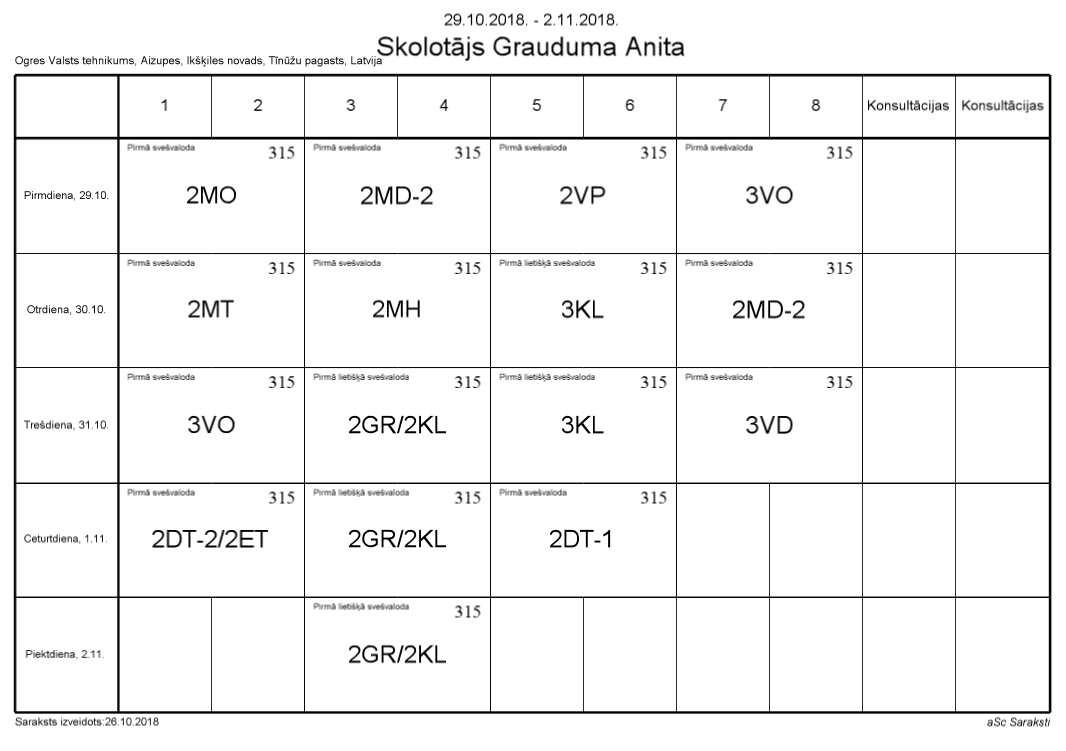 29.10.2018. - 2.11.2018.
Skolotājs Grauduma Anita
Ogres Valsts tehnikums, Aizupes, Ikšķiles novads, Tīnūžu pagasts, Latvija
1 2 3 4 5 6 7 8 Konsultācijas Konsultācijas
Pirmā svešvaloda 315 Pirmā svešvaloda 315 Pirmā svešvaloda 315 Pirmā svešvaloda 315
Pirmdiena, 29.10. 2MO 2MD-2 2VP 3VO
Pirmā svešvaloda 315 Pirmā svešvaloda 315 Pirmā lietišķā svešvaloda 315 Pirmā svešvaloda 315
Otrdiena, 30.10. 2MT 2MH 3KL 2MD-2
Pirmā svešvaloda 315 Pirmā lietišķā svešvaloda 315 Pirmā lietišķā svešvaloda 315 Pirmā svešvaloda 315
Trešdiena, 31.10. 3VO 2GR/2KL 3KL 3VD
Pirmā svešvaloda 315 Pirmā lietišķā svešvaloda 315 Pirmā svešvaloda 315
Ceturtdiena, 1.11. 2DT-2/2ET 2GR/2KL 2DT-1
Pirmā lietišķā svešvaloda 315
Piektdiena, 2.11. 2GR/2KL
Saraksts izveidots:26.10.2018 aSc Saraksti